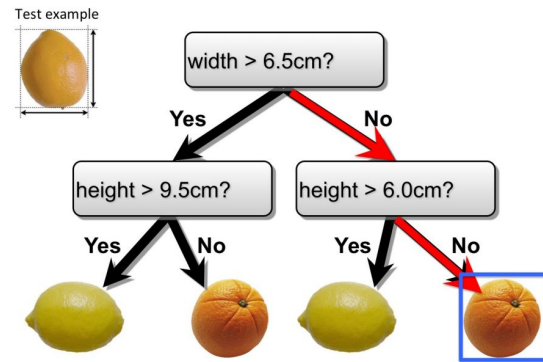 Test example
width > 6.5cm?
Yes
No
height > 9.5cm?
height > 6.0cm?
Yes
No
Yes
No